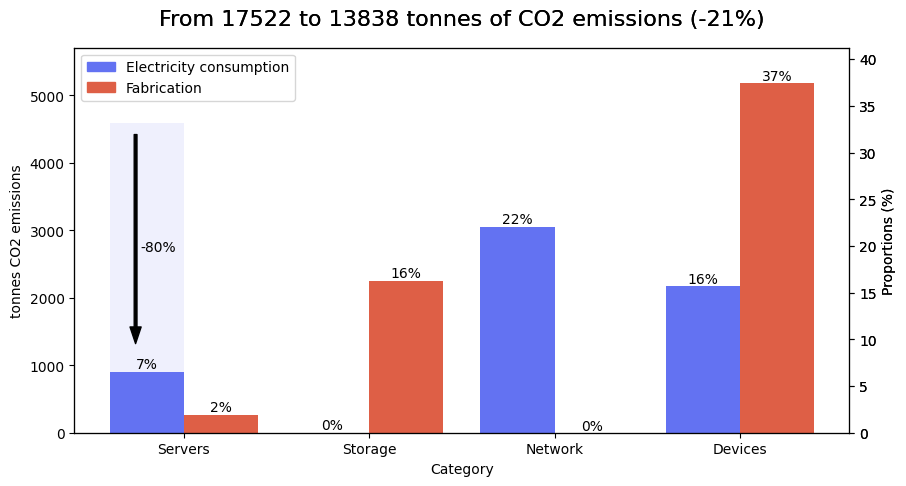 From 17522 to 13838 tonnes of CO2 emissions (-21%)
Electricity consumption
Fabrication
tonnes CO2 emissions
5000
4000
3000
2000
1000
0
-80%
7%
2%
0%
16%
22%
0%
16%
37%
40
35
30
25
20
15
10
5
0
Proportions (%)
Servers
Storage
Network
Devices
Category